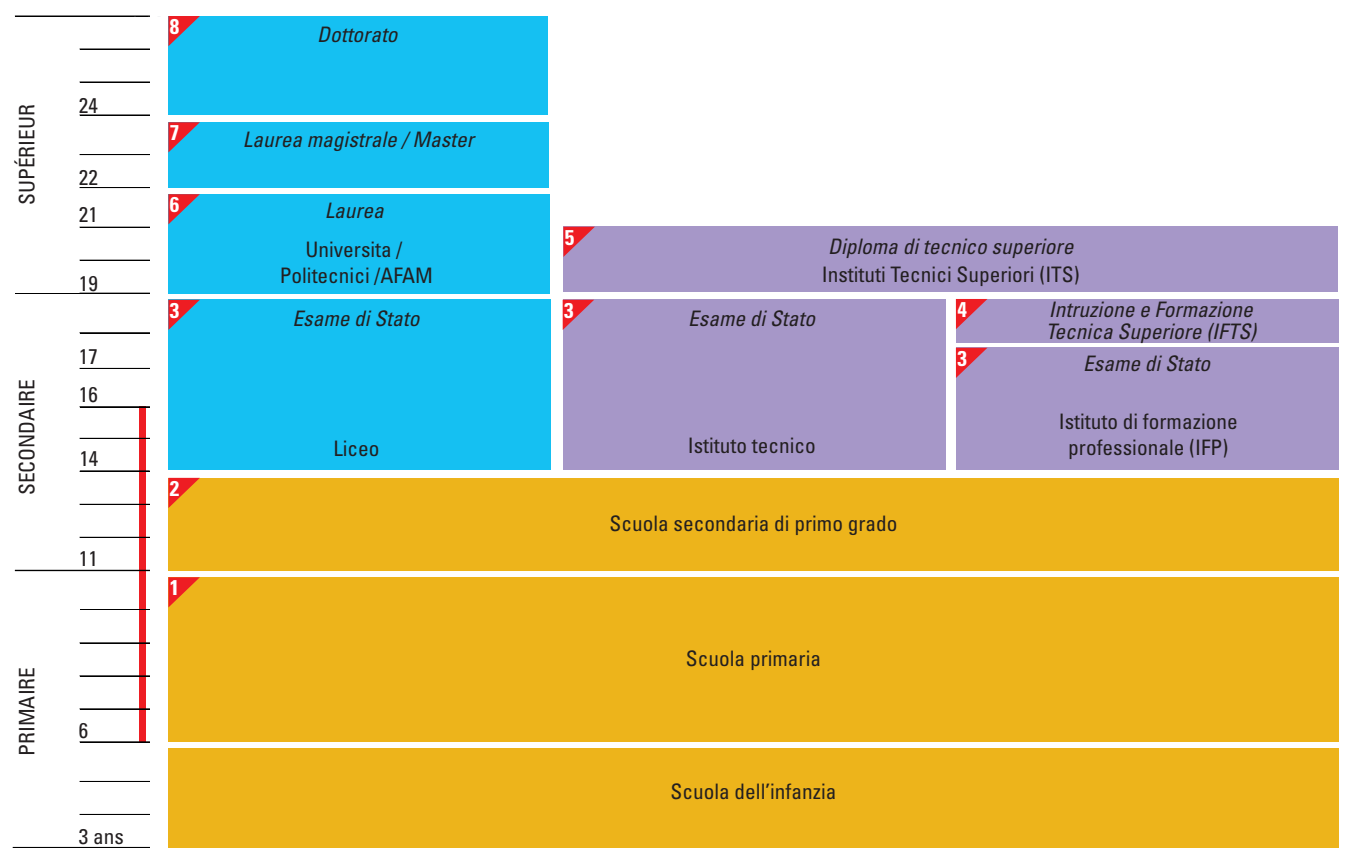 SUPÉRIEUR
24
22
21
19
SECONDAIRE
17
16
14
11
PRIMAIRE
6
3 ans
8
Dottorato
7
Laurea magistrale / Master
6
Laurea
Universita /
Politecnici /AFAM
5
Diploma di tecnico superiore
Instituti Tecnici Superiori (ITS)
3
Esame di Stato
Liceo
3
Esame di Stato
Istituto tecnico
4
Intruzione e Formazione
Tecnica Superiore (IFTS)
3
Esame di Stato
Istituto di formazione
professionale (IFP)
2
Scuola secondaria di primo grado
1
Scuola primaria
Scuola dell'infanzia